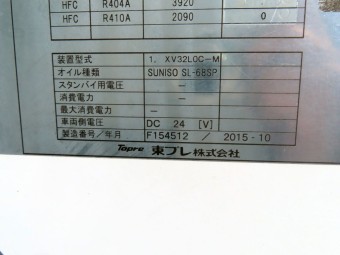 HFC R404A 3920
HFC R410A 2090 0
装置型式 1. XV32LOC-M
オイル種類 SUNISO SL-68SP
スタンバイ用電圧 —
消費電力 —
最大消費電力 —
車両側電圧 DC 24 [V]
製造番号／年月 F154512 / 2015-10
Topre 東プレ株式会社